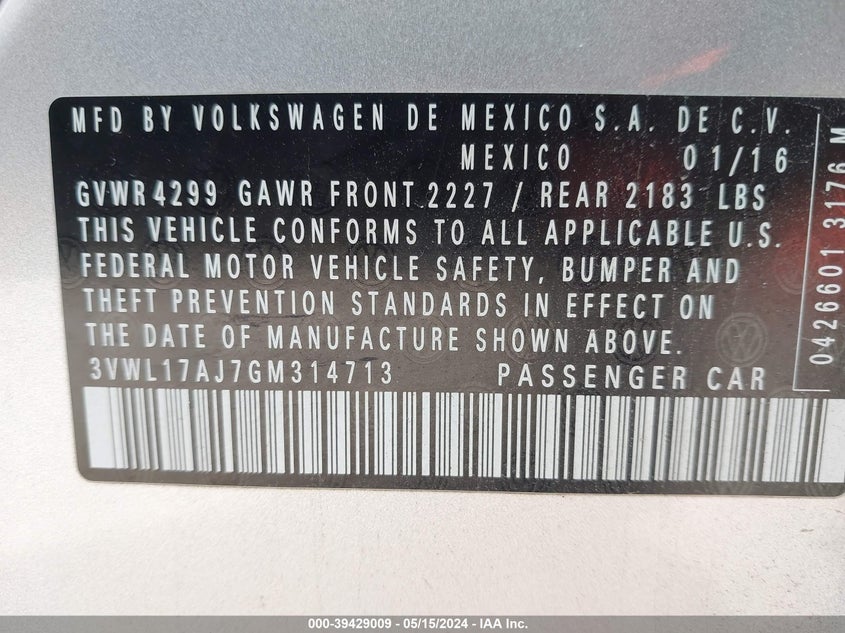 MFD BY VOLKSWAGEN DE MEXICO S.A. DE C.V.
MEXICO 01/16
GVWR 4299 GAWR FRONT 2227 / REAR 2183 LBS
THIS VEHICLE CONFORMS TO ALL APPLICABLE U.S.
FEDERAL MOTOR VEHICLE SAFETY, BUMPER AND
THEFT PREVENTION STANDARDS IN EFFECT ON
THE DATE OF MANUFACTURE SHOWN ABOVE.
3VWL17AJ7GM314713 PASSENGER CAR
0426601 3176 M
000-39429009 - 05/15/2024 - IAA Inc.